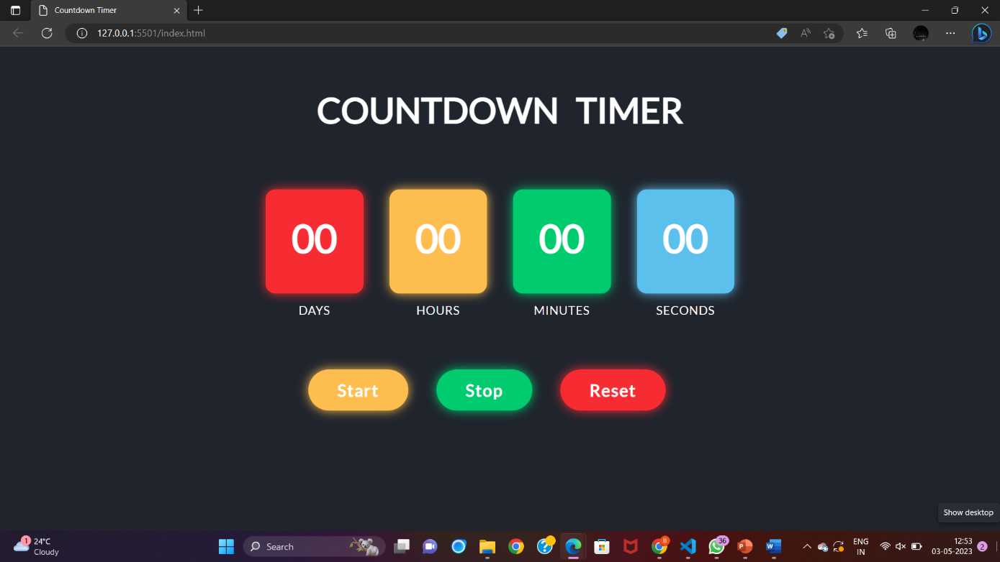 Countdown Timer
127.0.0.1:5501/index.html
COUNTDOWN TIMER
00 00 00 00
DAYS HOURS MINUTES SECONDS
Start Stop Reset
Show desktop
1 24°C
Cloudy
Search
B
36
P
W
ENG
IN
12:53
03-05-2023
2